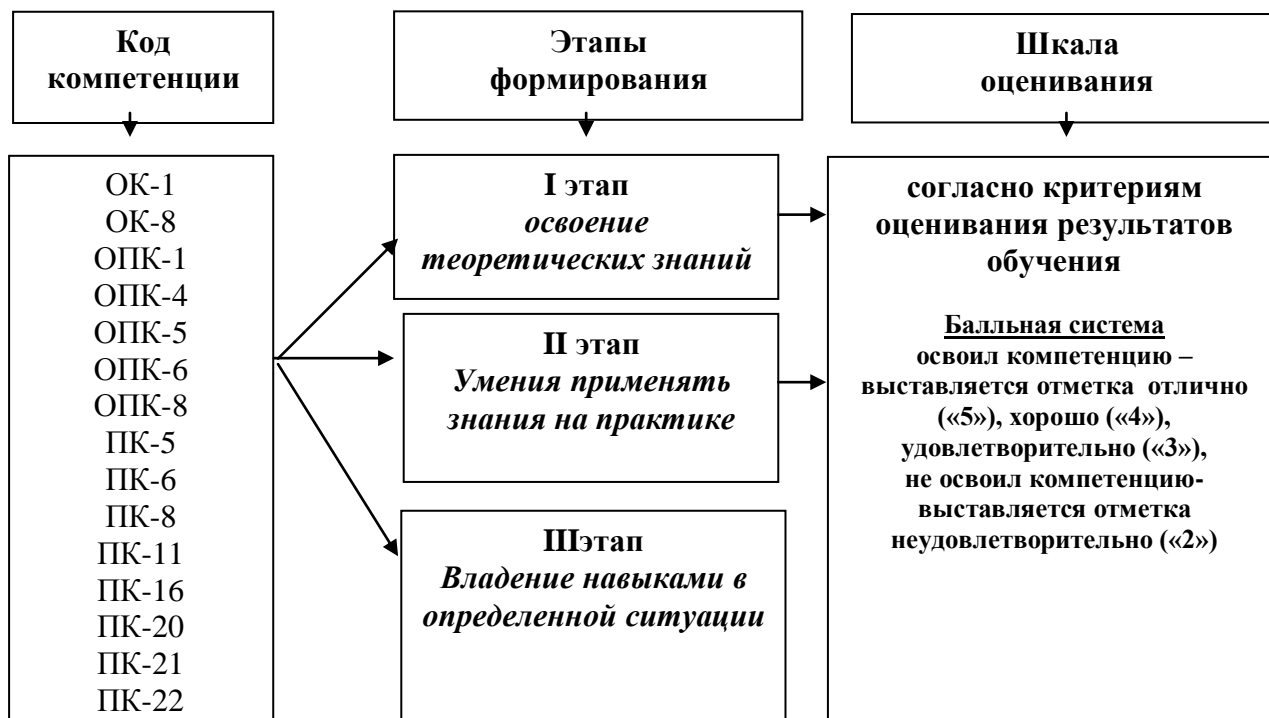 Код
компетенции
Этапы
формирования
Шкала
оценивания
ОК-1
ОК-8
ОПК-1
ОПК-4
ОПК-5
ОПК-6
ОПК-8
ПК-5
ПК-6
ПК-8
ПК-11
ПК-16
ПК-20
ПК-21
ПК-22
I этап
освоение
теоретических знаний
II этап
Умения применять
знания на практике
IIIэтап
Владение навыками в
определенной ситуации
согласно критериям
оценивания результатов
обучения
Балльная система
освоил компетенцию –
выставляется отметка отлично
(«5»), хорошо («4»),
удовлетворительно («3»),
не освоил компетенцию-
выставляется отметка
неудовлетворительно («2»)